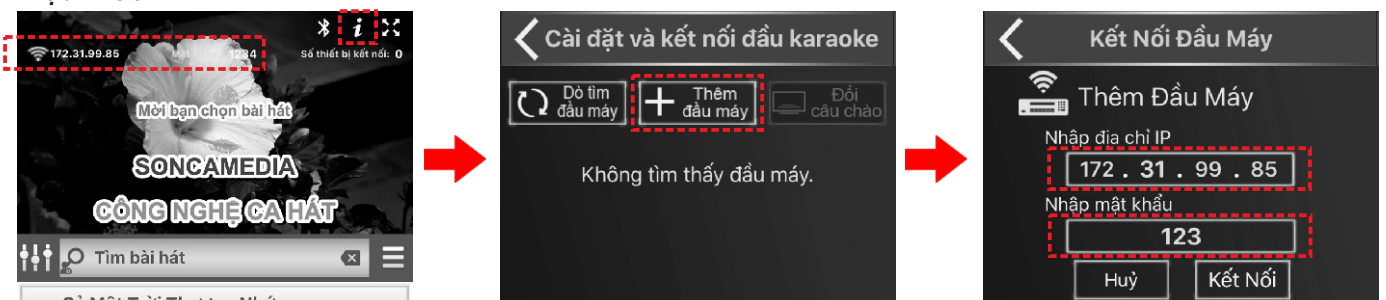 172.31.99.85
1234
Số thiết bị kết nối: 0
Mời bạn chọn bài hát
SONCAMEDIA
CÔNG NGHỆ CA HÁT
Tìm bài hát
Cài đặt và kết nối đầu karaoke
Dò tìm
đầu máy
Thêm
đầu máy
Đổi
câu chào
Không tìm thấy đầu máy.
Kết Nối Đầu Máy
Thêm Đầu Máy
Nhập địa chỉ IP
172 . 31 . 99 . 85
Nhập mật khẩu
123
Huỷ
Kết Nối